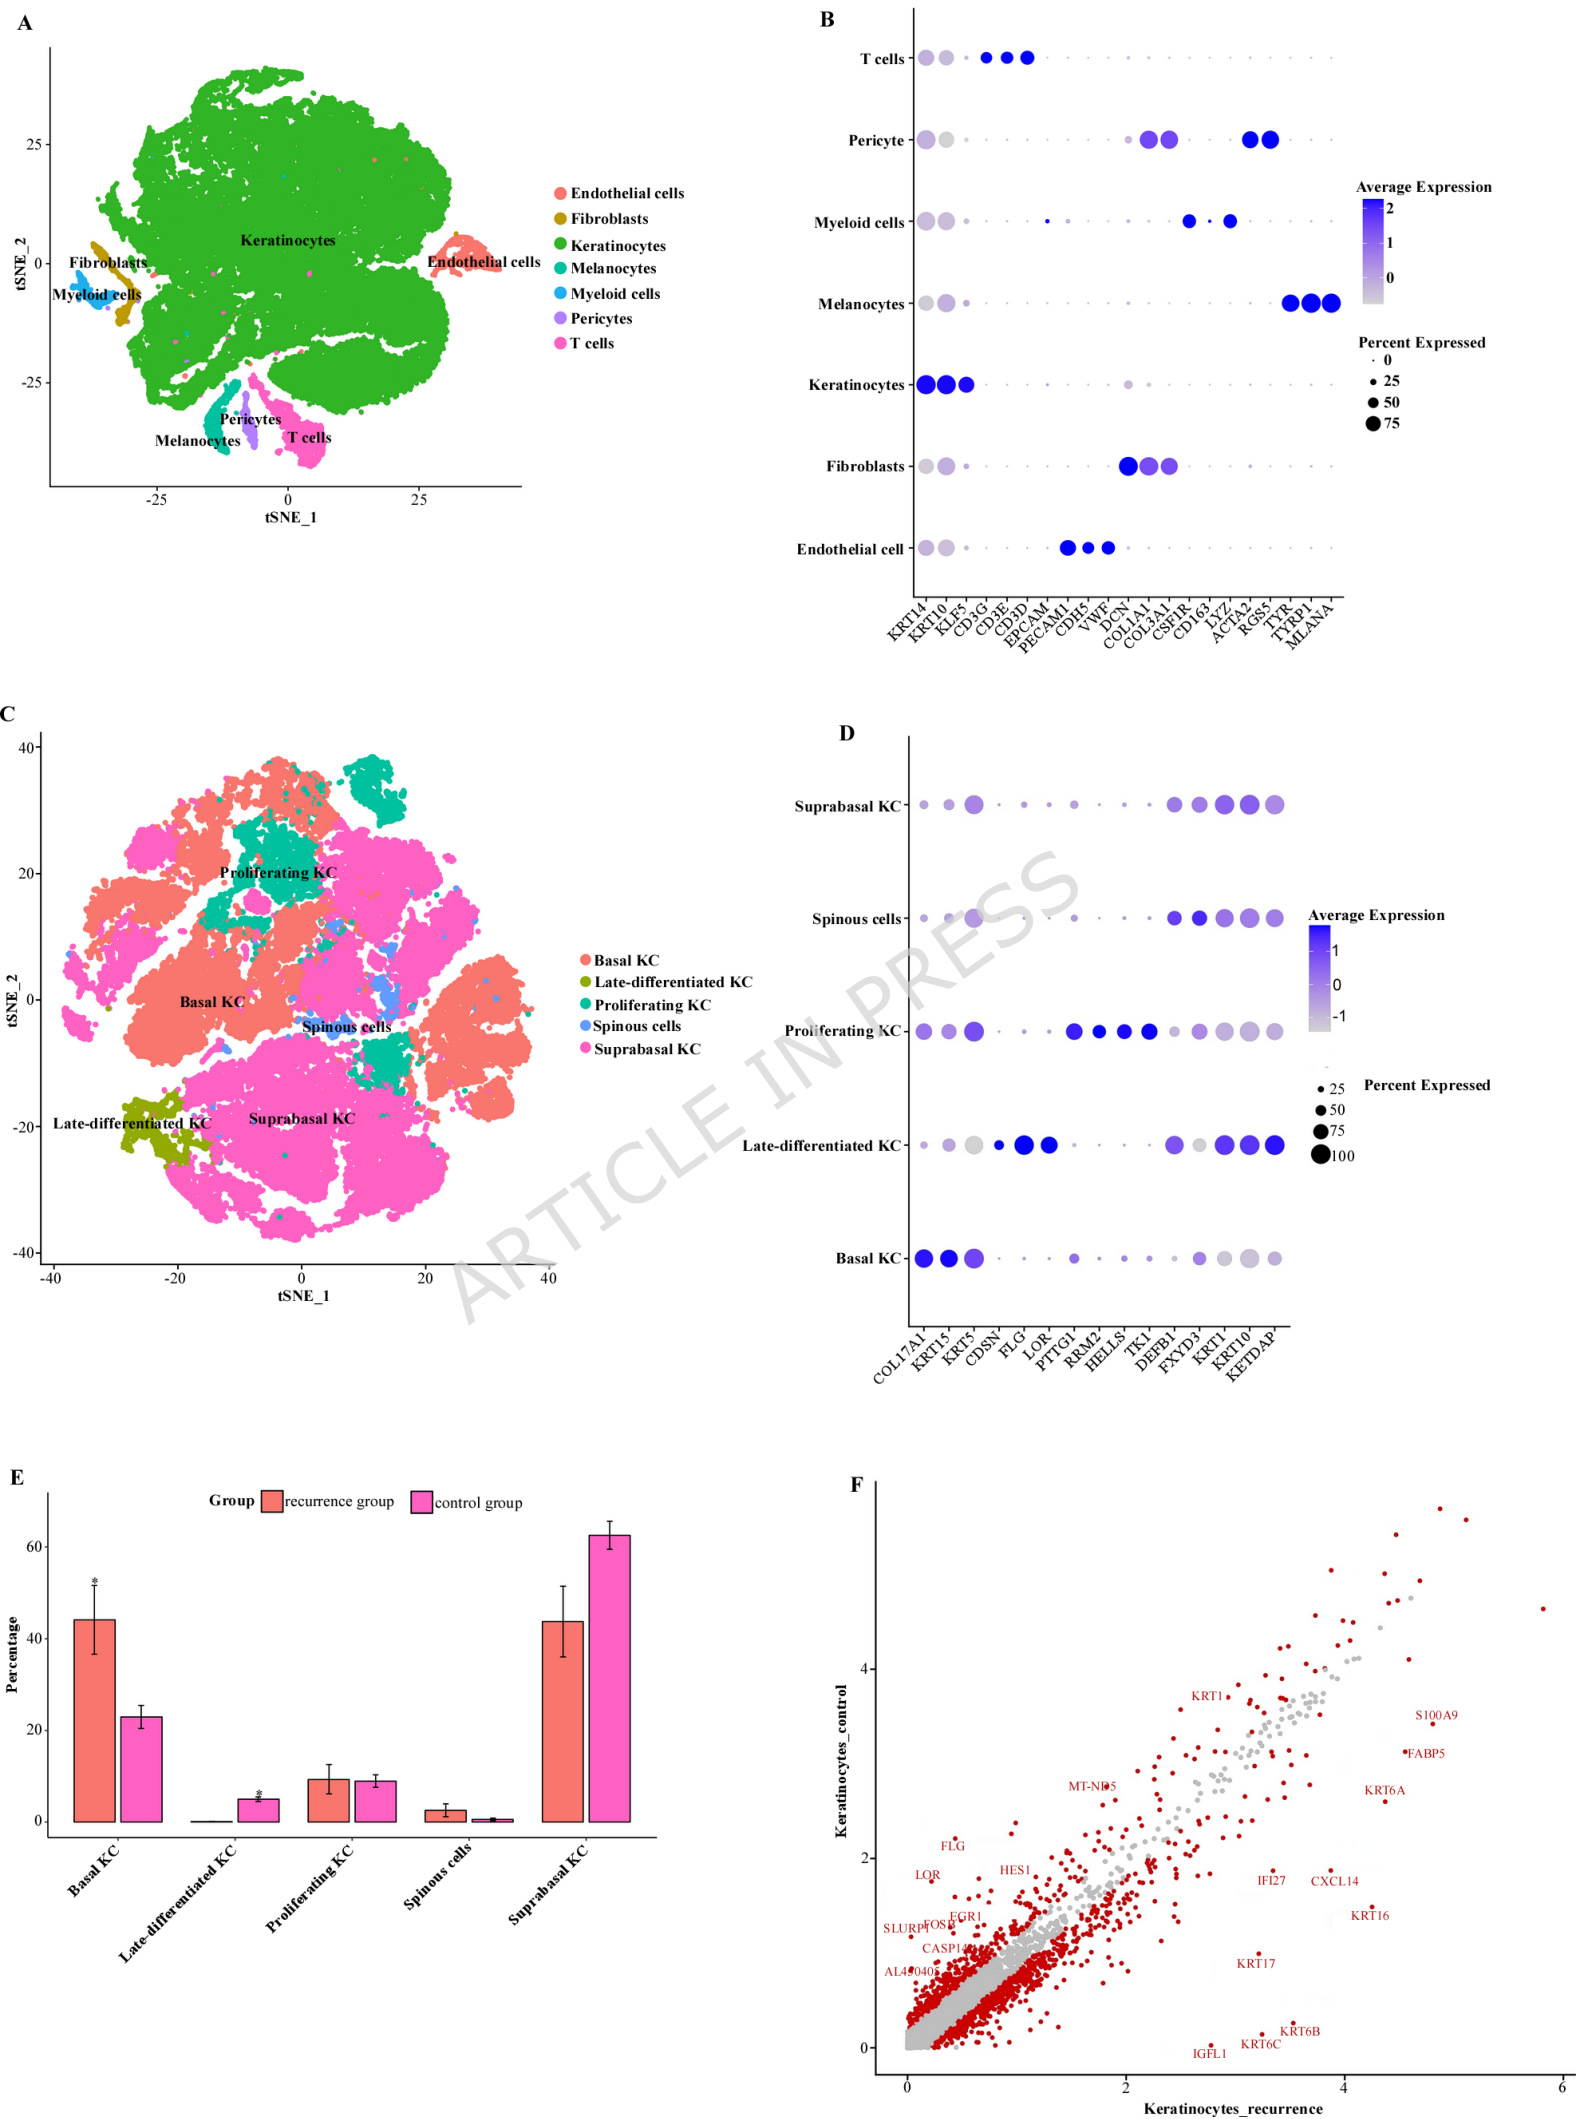 A
25
0
-25
tSNE_2
-25
0
25
tSNE_1
Keratinocytes
Fibroblasts
Myeloid cells
Endothelial cells
Pericytes
Melanocytes
T cells
Endothelial cells
Fibroblasts
Keratinocytes
Melanocytes
Myeloid cells
Pericytes
T cells
B
T cells
Pericyte
Myeloid cells
Melanocytes
Keratinocytes
Fibroblasts
Endothelial cell
KRT14
KRT10
KLF5
CD3G
CD3E
CD3D
EPCAM
PECAM1
CDH5
VWF
DCN
COL1A1
COL3A1
CSF1R
CD163
LYZ
ACTA2
RGS5
TYR
TYRP1
MLANA
Average Expression
2
1
0
Percent Expressed
0
25
50
75
C
40
20
0
-20
-40
tSNE_2
-40
-20
0
20
40
tSNE_1
Proliferating KC
Basal KC
Spinous cells
Late-differentiated KC
Suprabasal KC
Basal KC
Late-differentiated KC
Proliferating KC
Spinous cells
Suprabasal KC
D
Suprabasal KC
Spinous cells
Proliferating KC
Late-differentiated KC
Basal KC
COL17A1
KRT15
KRT5
CDSN
FLG
LOR
PTTG1
RRM2
HELLS
TK1
DEFB1
FXYD3
KRT1
KRT10
KETDAP
Average Expression
1
0
-1
Percent Expressed
25
50
75
100
ARTICLE IN PRESS
E
Group
recurrence group
control group
60
40
20
0
Percentage
*
*
Basal KC
Late-differentiated KC
Proliferating KC
Spinous cells
Suprabasal KC
F
4
2
0
Keratinocytes_control
0
2
4
6
Keratinocytes_recurrence
KRT1
S100A9
FABP5
MT-ND5
KRT6A
FLG
LOR
HES1
IFI27
CXCL14
KRT16
EGR1
FOSB
SLURP1
CASP14
KRT17
KRT6B
KRT6C
IGFL1